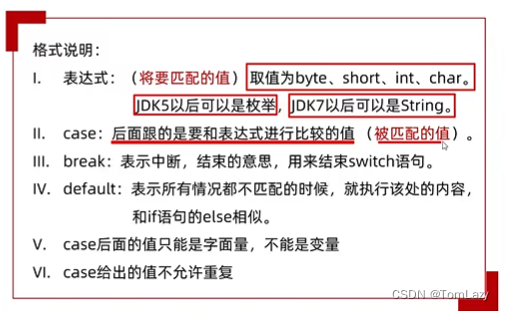 格式说明：
I. 表达式：（将要匹配的值）取值为byte、short、int、char。
JDK5以后可以是枚举，JDK7以后可以是String。
II. case：后面跟的是要和表达式进行比较的值（被匹配的值）。
III. break：表示中断，结束的意思，用来结束switch语句。
IV. default：表示所有情况都不匹配的时候，就执行该处的内容，
和if语句的else相似。
V. case后面的值只能是字面量，不能是变量
VI. case给出的值不允许重复
CSDN @TomLazy